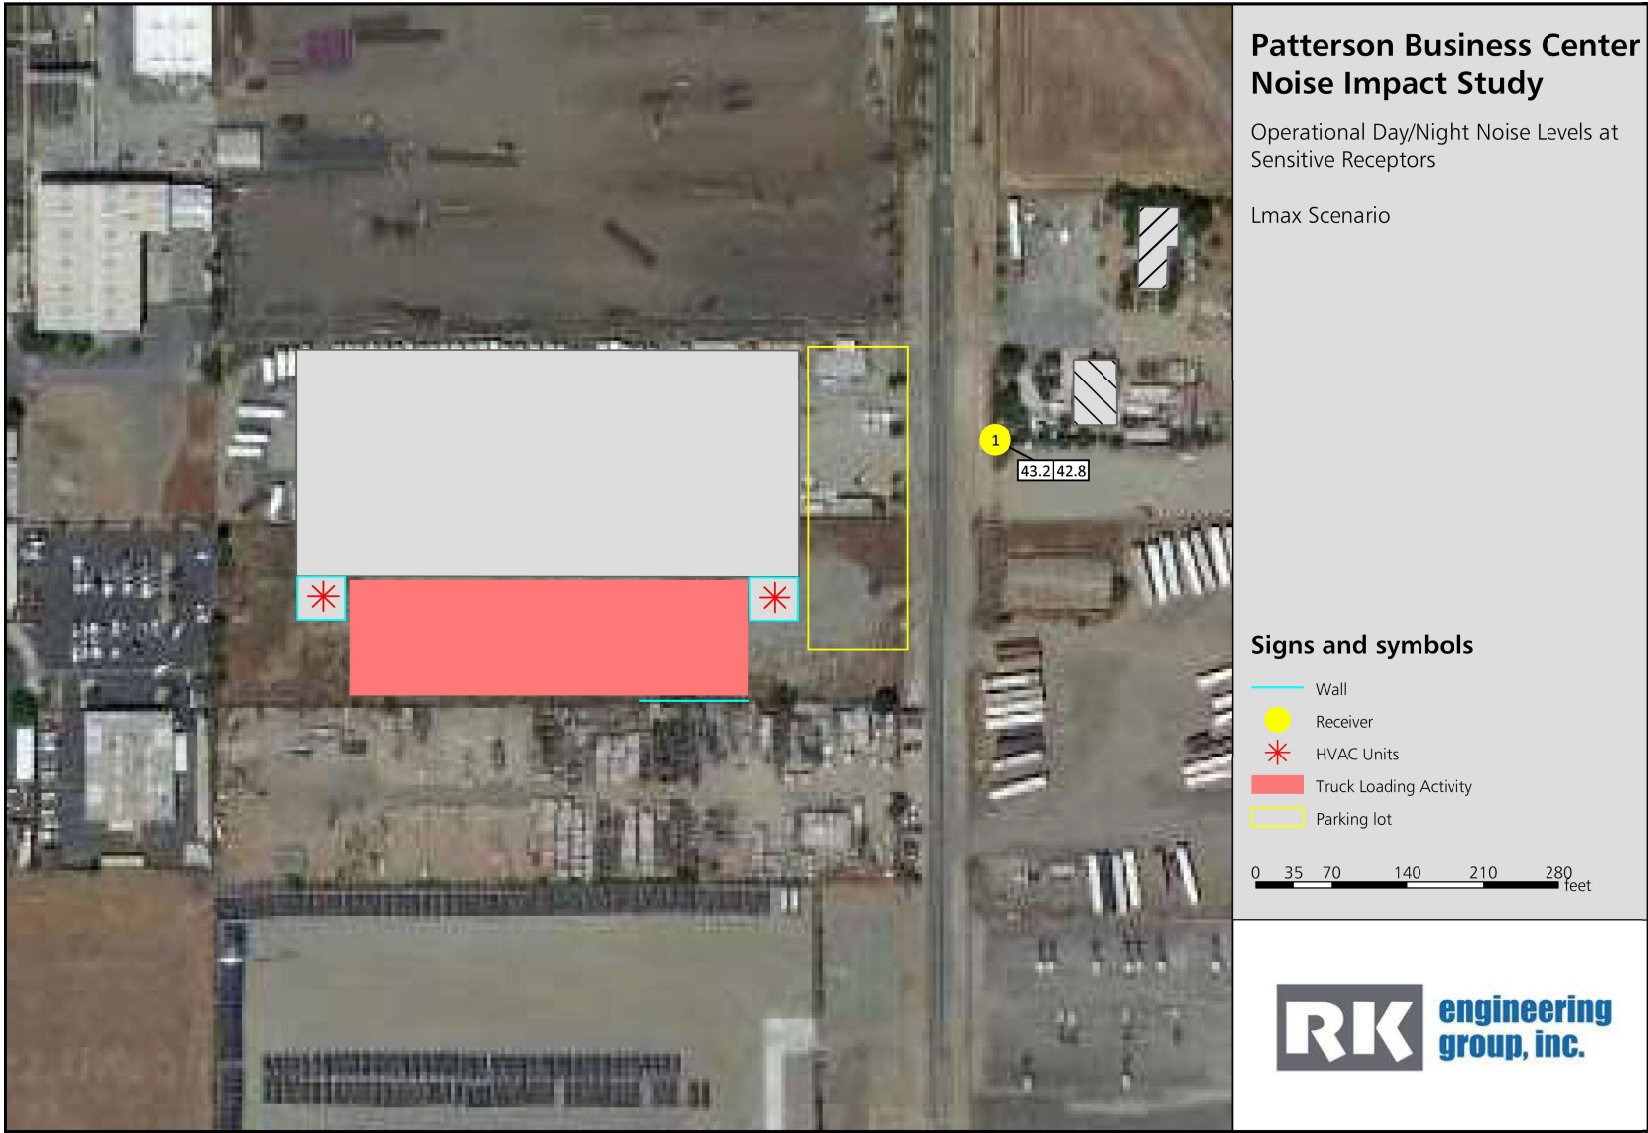 Patterson Business Center
Noise Impact Study
Operational Day/Night Noise Levels at
Sensitive Receptors
Lmax Scenario
1
43.2 42.8
Signs and symbols
Wall
Receiver
HVAC Units
Truck Loading Activity
Parking lot
0 35 70 140 210 280
feet
RK engineering
group, inc.